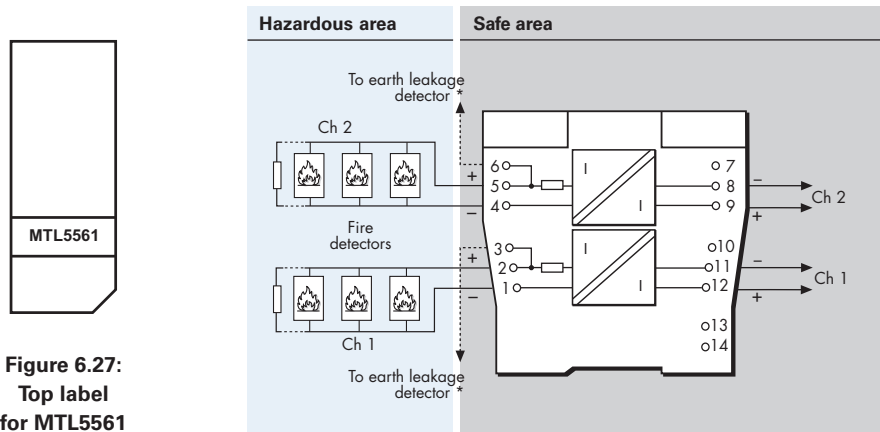 Hazardous area
Safe area
To earth leakage
detector *
Ch 2
6
+
5
4
–
I
I
7
– 
8
9
+
Ch 2
Fire
detectors
3
+
2
1
–
I
I
10
11
–
12
+
Ch 1
13
14
Ch 1
To earth leakage
detector *
MTL5561
Figure 6.27:
Top label
for MTL5561